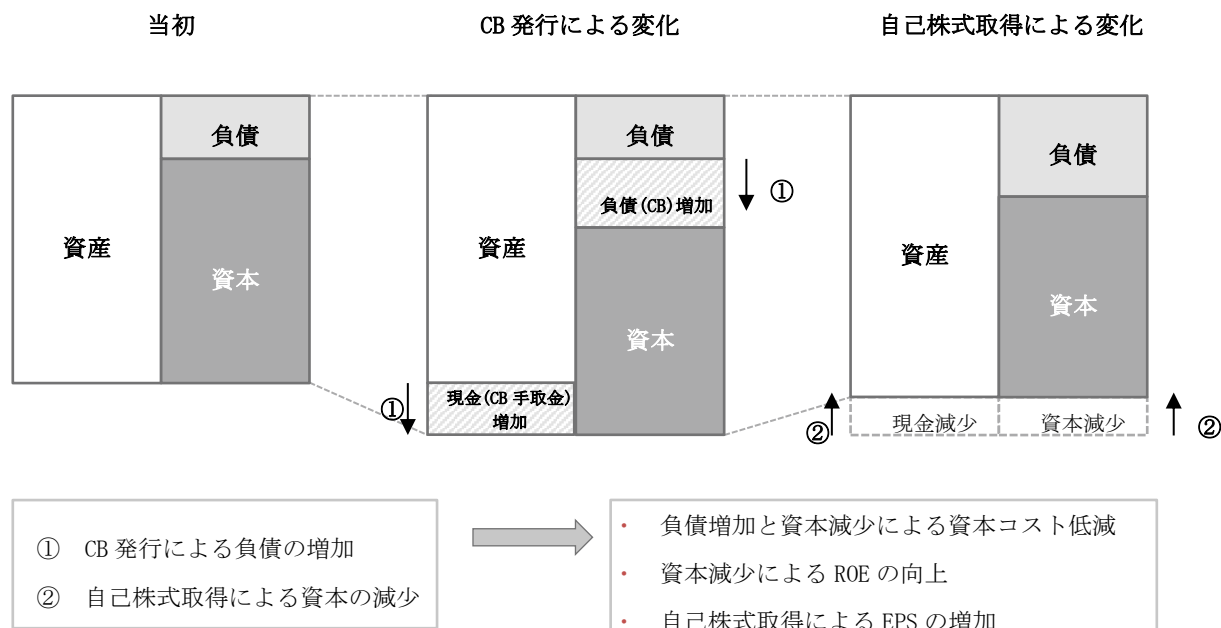 当初
CB 発行による変化
自己株式取得による変化
負債
資産
資本
負債
負債(CB)増加
①
資産
資本
①
現金(CB 手取金)
増加
負債
資産
資本
②
現金減少
資本減少
②
① CB 発行による負債の増加
② 自己株式取得による資本の減少
・ 負債増加と資本減少による資本コスト低減
・ 資本減少による ROE の向上
・ 自己株式取得による EPS の増加